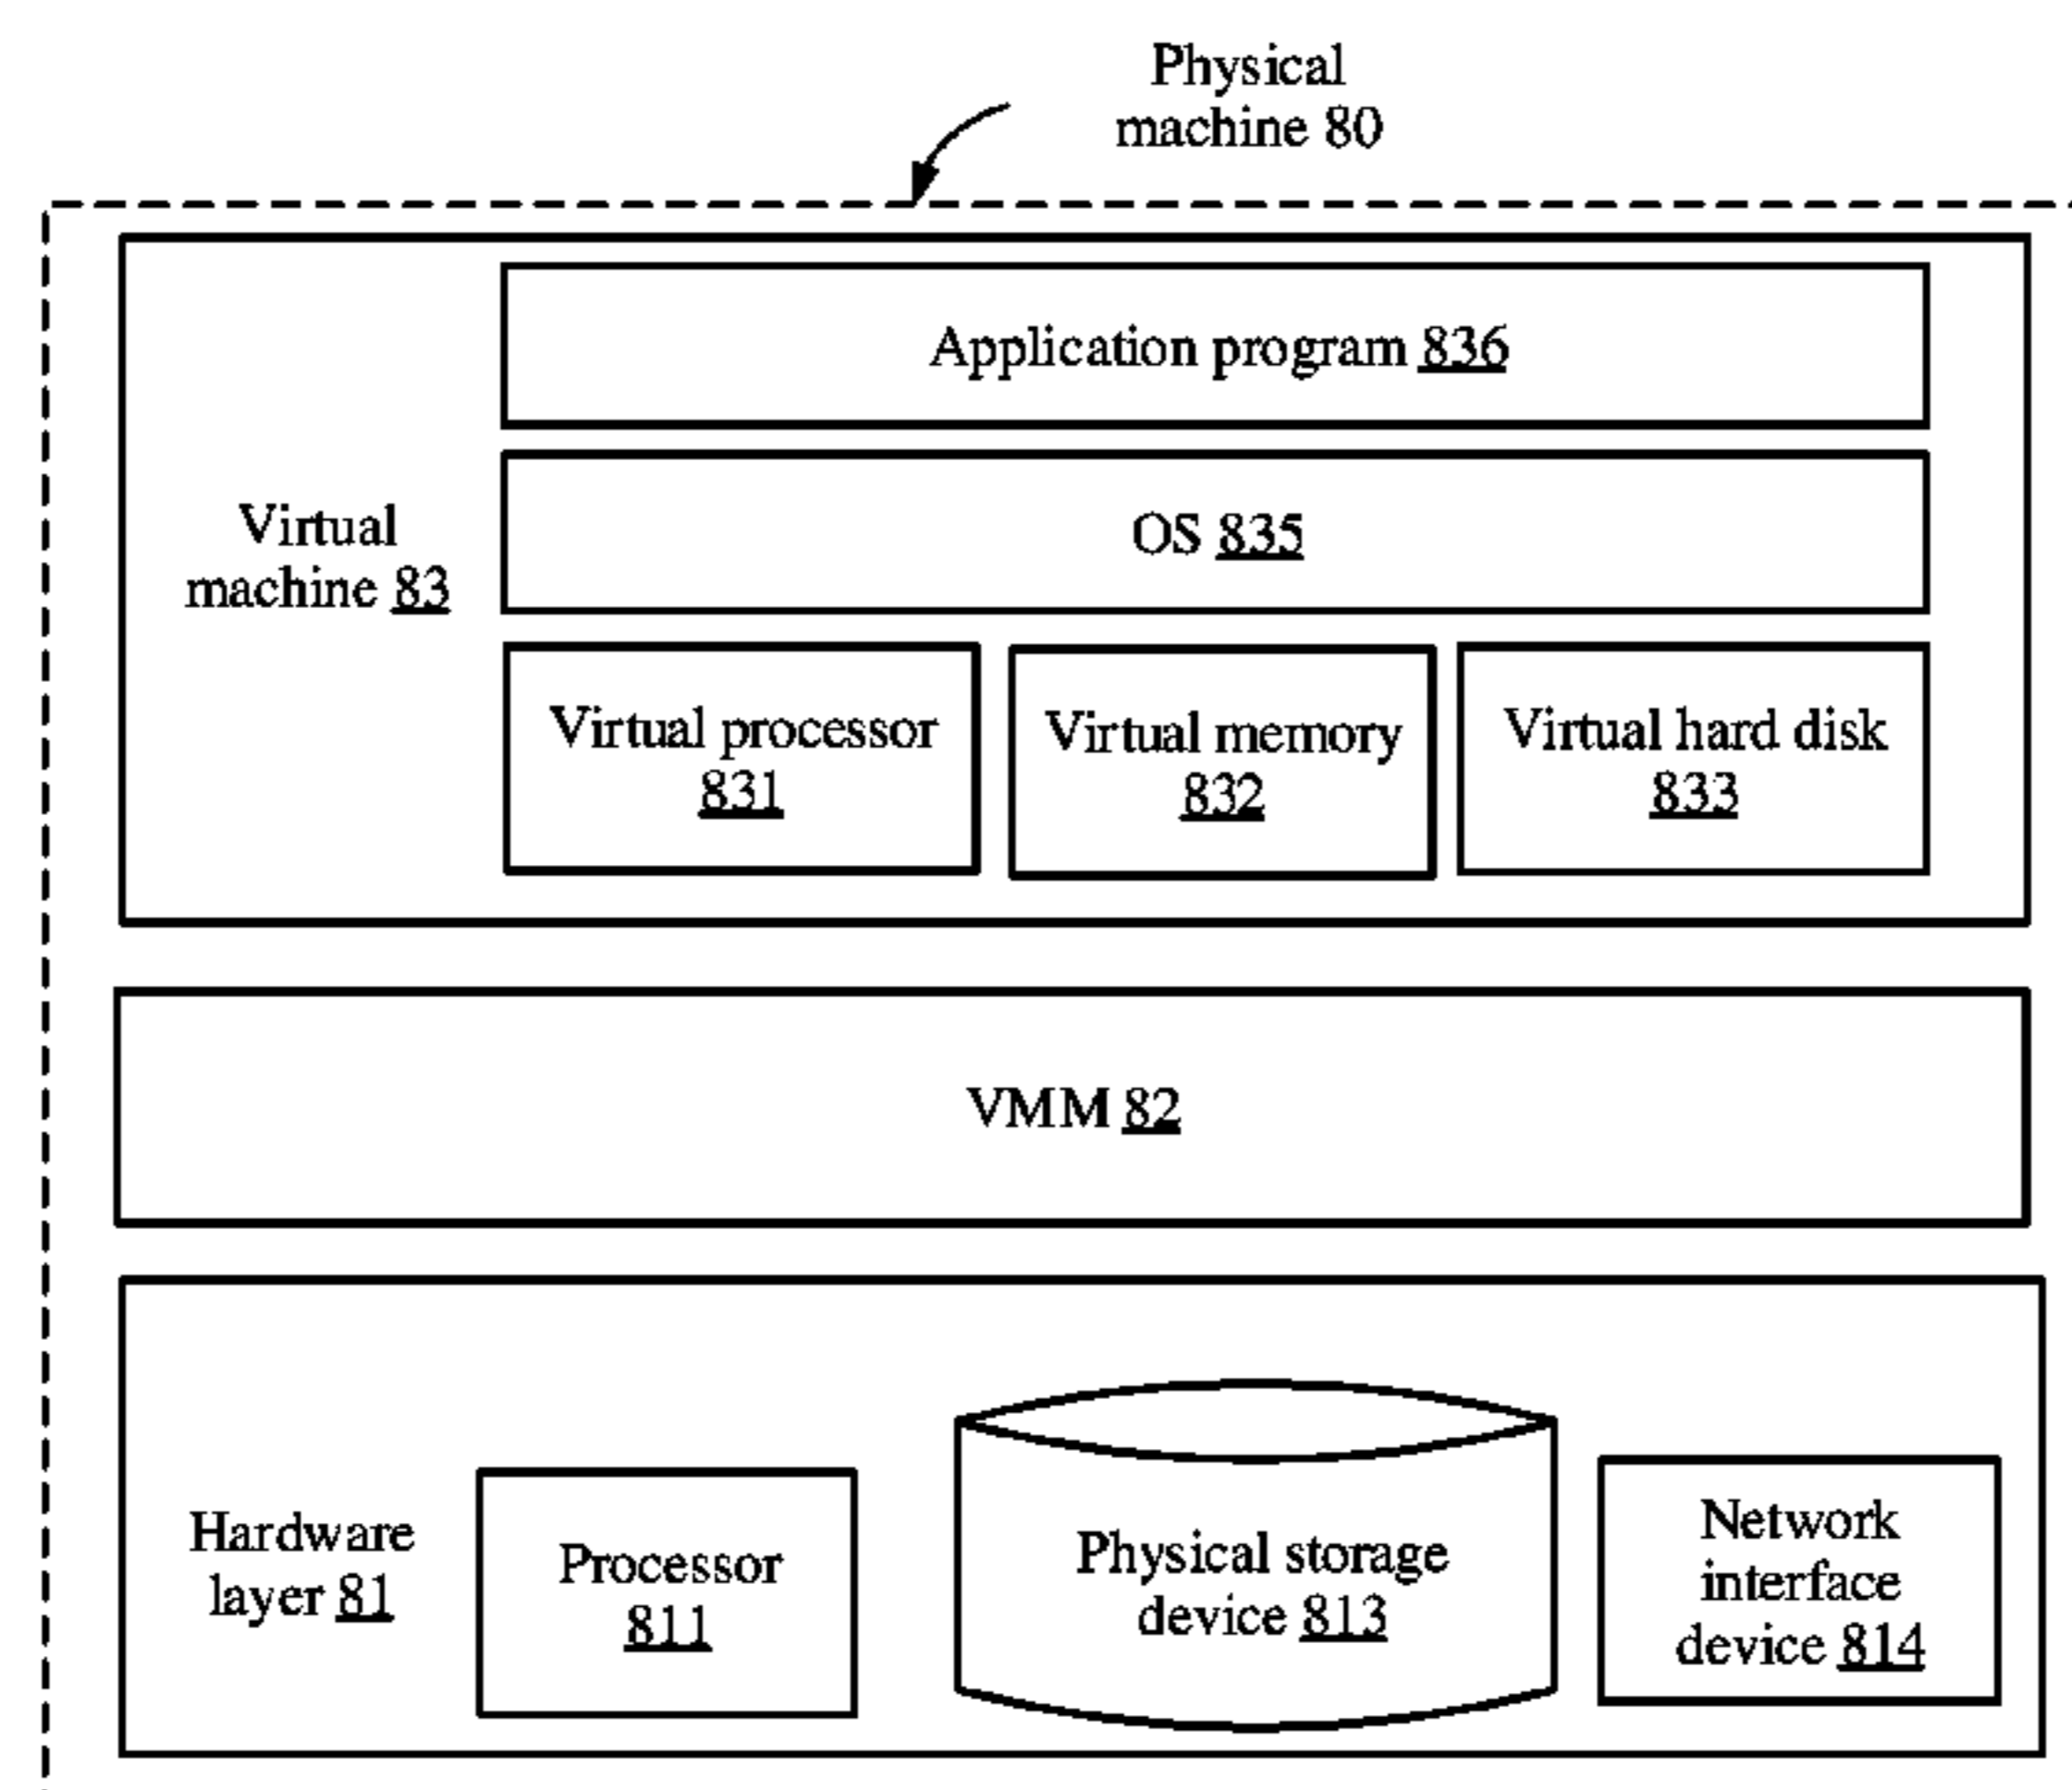 Physical
machine 80
Application program 836
OS 835
Virtual
machine 83
Virtual processor
831
Virtual memory
832
Virtual hard disk
833
VMM 82
Hardware
layer 81
Processor
811
Physical storage
device 813
Network
interface
device 814